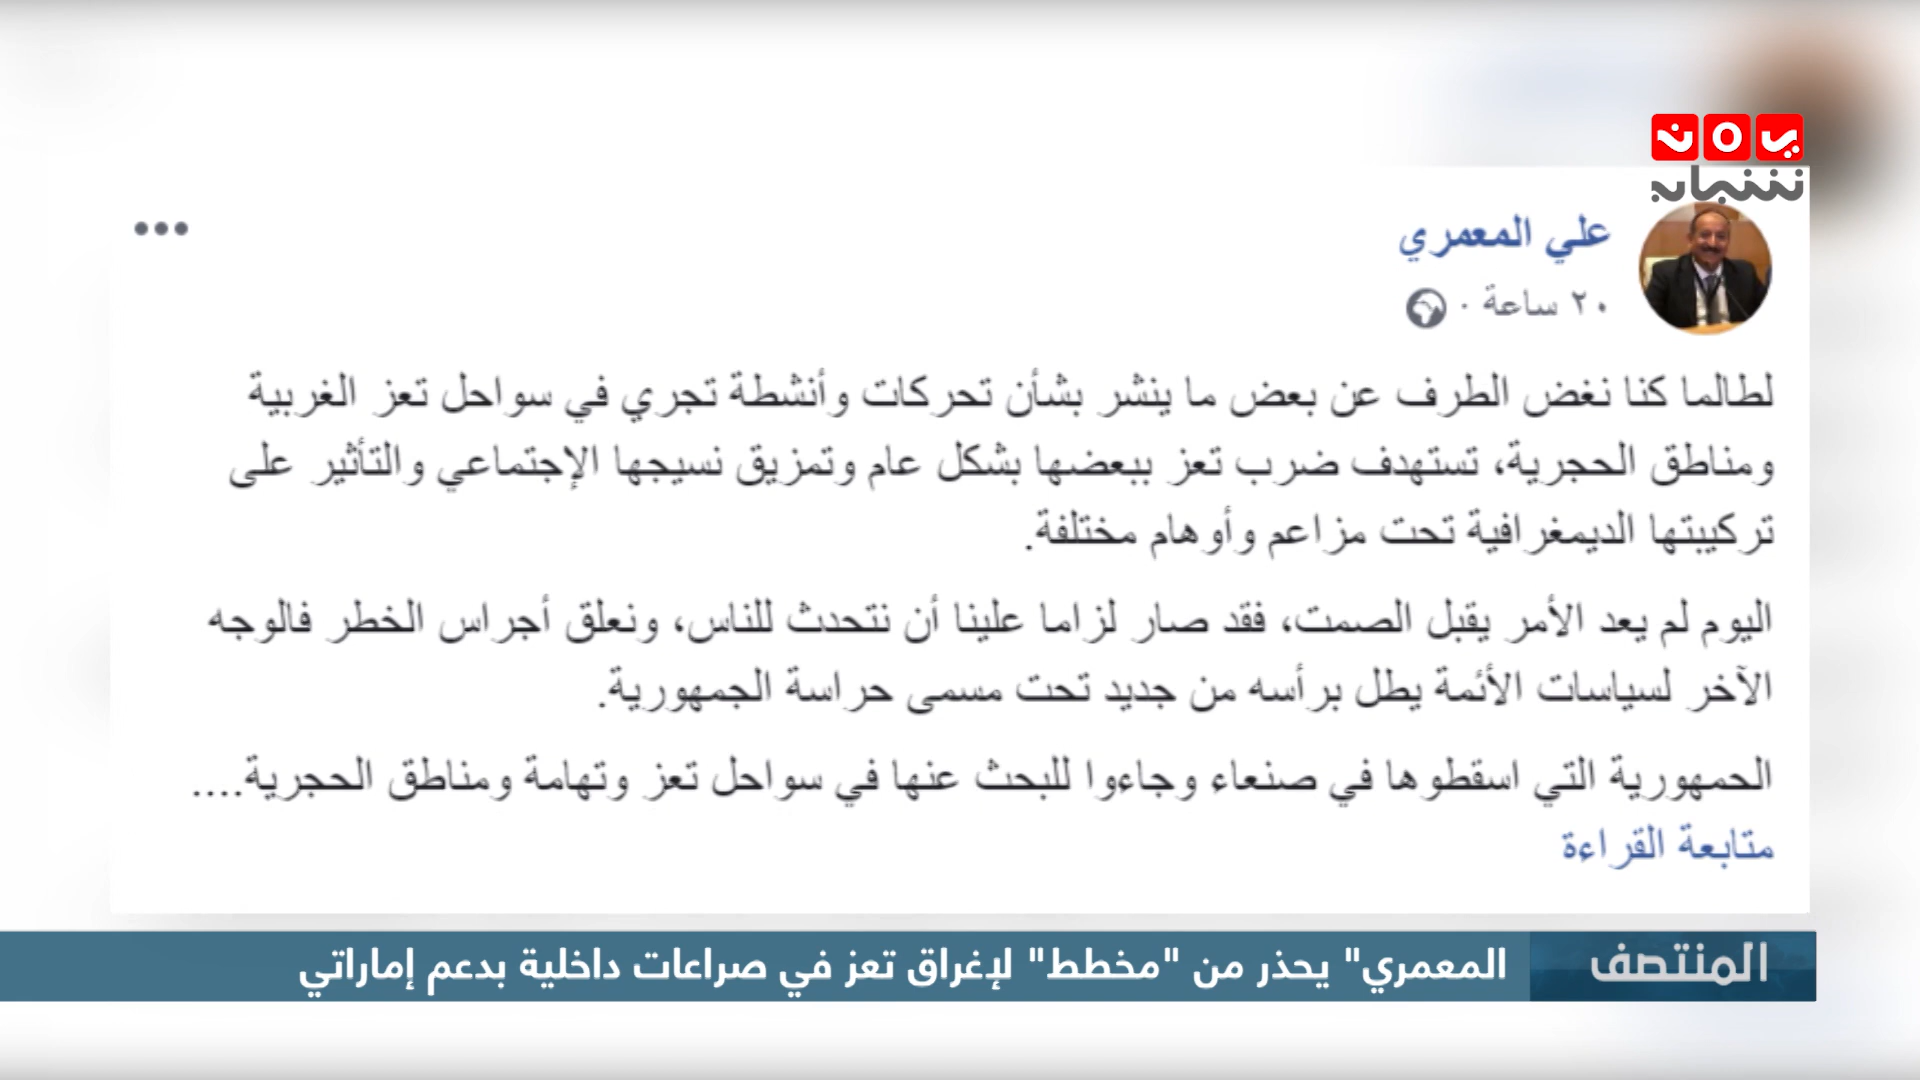 يمن
شباب
علي المعمري
٢٠ ساعة ·
لطالما كنا نغض الطرف عن بعض ما ينشر بشأن تحركات وأنشطة تجري في سواحل تعز الغربية
ومناطق الحجرية، تستهدف ضرب تعز ببعضها بشكل عام وتمزيق نسيجها الإجتماعي والتأثير على
تركيبتها الديمغرافية تحت مزاعم وأوهام مختلفة.
اليوم لم يعد الأمر يقبل الصمت، فقد صار لزاما علينا أن نتحدث للناس، ونعلق أجراس الخطر فالوجه
الآخر لسياسات الأئمة يطل برأسه من جديد تحت مسمى حراسة الجمهورية.
الحمهورية التي اسقطوها في صنعاء وجاءوا للبحث عنها في سواحل تعز وتهامة ومناطق الحجرية....
متابعة القراءة
المنتصف
المعمري" يحذر من "مخطط" لإغراق تعز في صراعات داخلية بدعم إماراتي